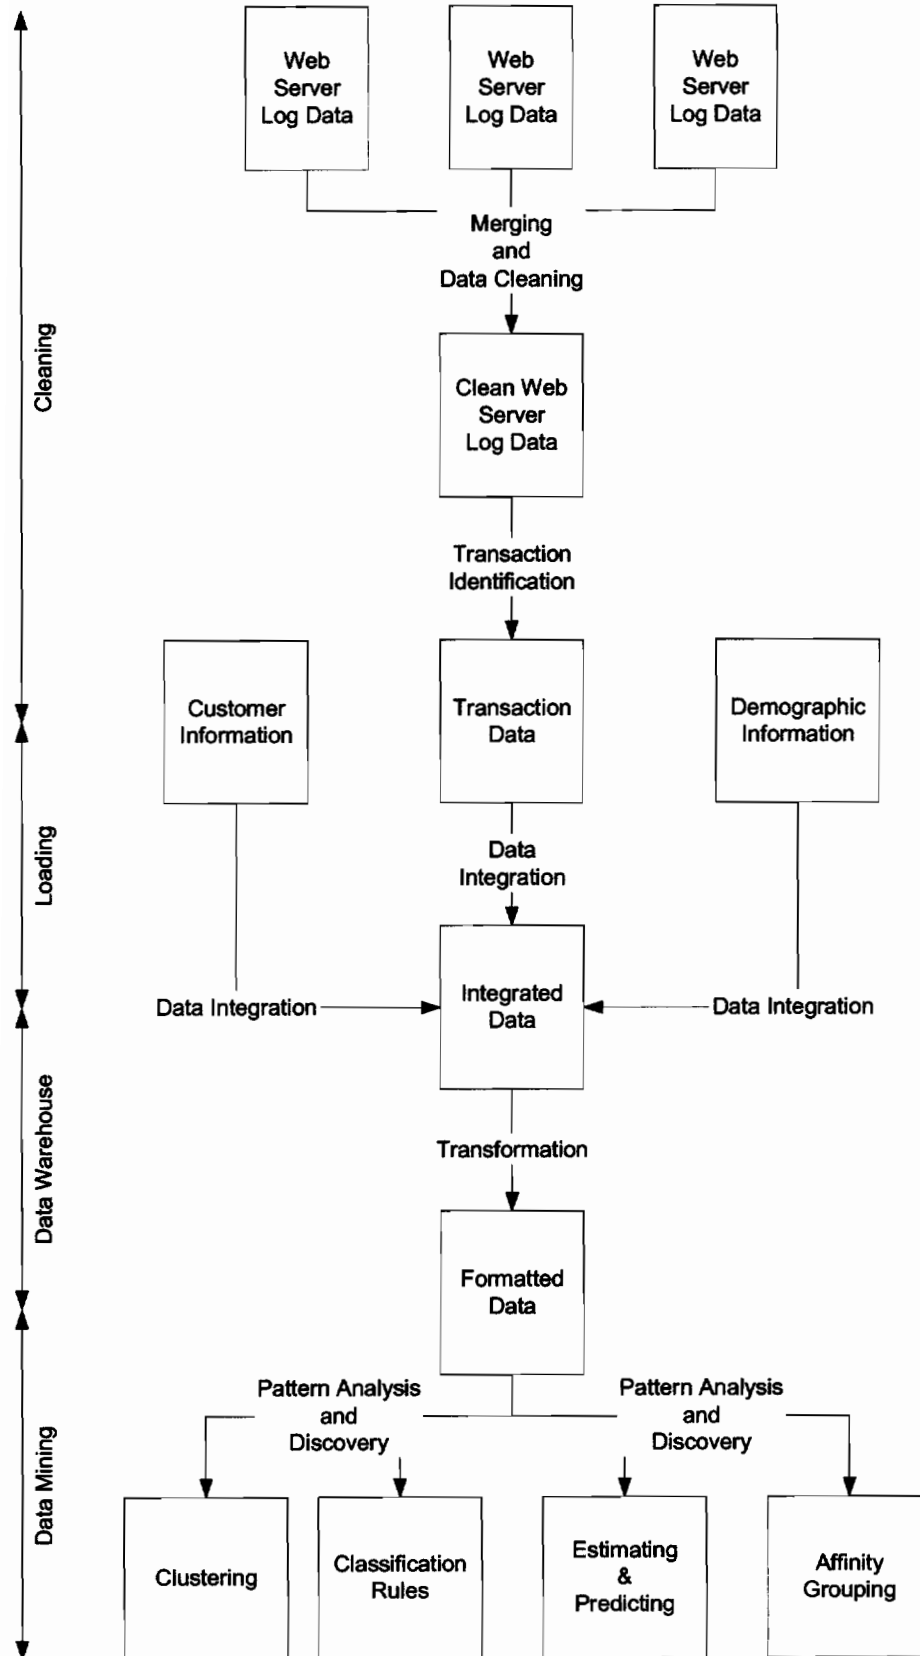 Web
Server
Log Data
Web
Server
Log Data
Web
Server
Log Data
Merging
and
Data Cleaning
Cleaning
Clean Web
Server
Log Data
Transaction
Identification
Customer
Information
Transaction
Data
Demographic
Information
Loading
Data
Integration
Data Integration
Integrated
Data
Data Integration
Data Warehouse
Transformation
Formatted
Data
Data Mining
Pattern Analysis
and
Discovery
Pattern Analysis
and
Discovery
Clustering
Classification
Rules
Estimating
&
Predicting
Affinity
Grouping